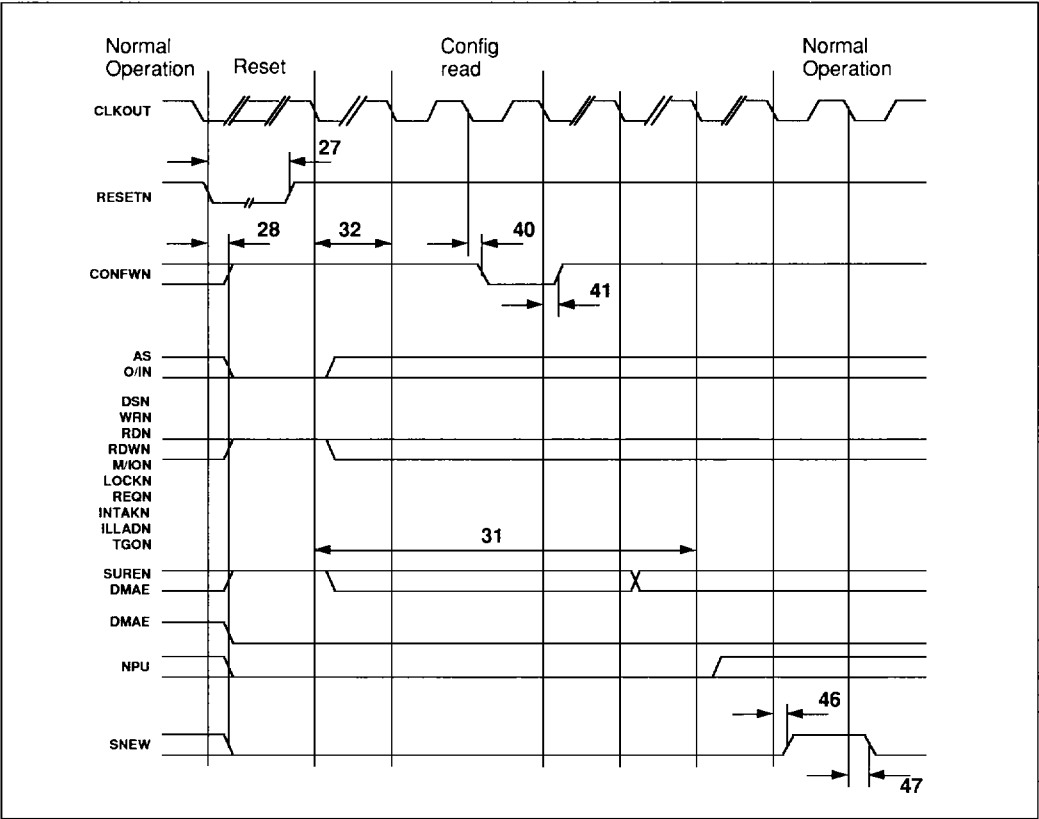 Normal
Operation
Reset
Config
read
Normal
Operation
CLKOUT
27
RESETN
28
32
40
CONFWN
41
AS
O/IN
DSN
WRN
RDN
RDWN
M/ION
LOCKN
REQN
INTAKN
ILLADN
TGON
31
SUREN
DMAE
DMAE
NPU
46
SNEW
47